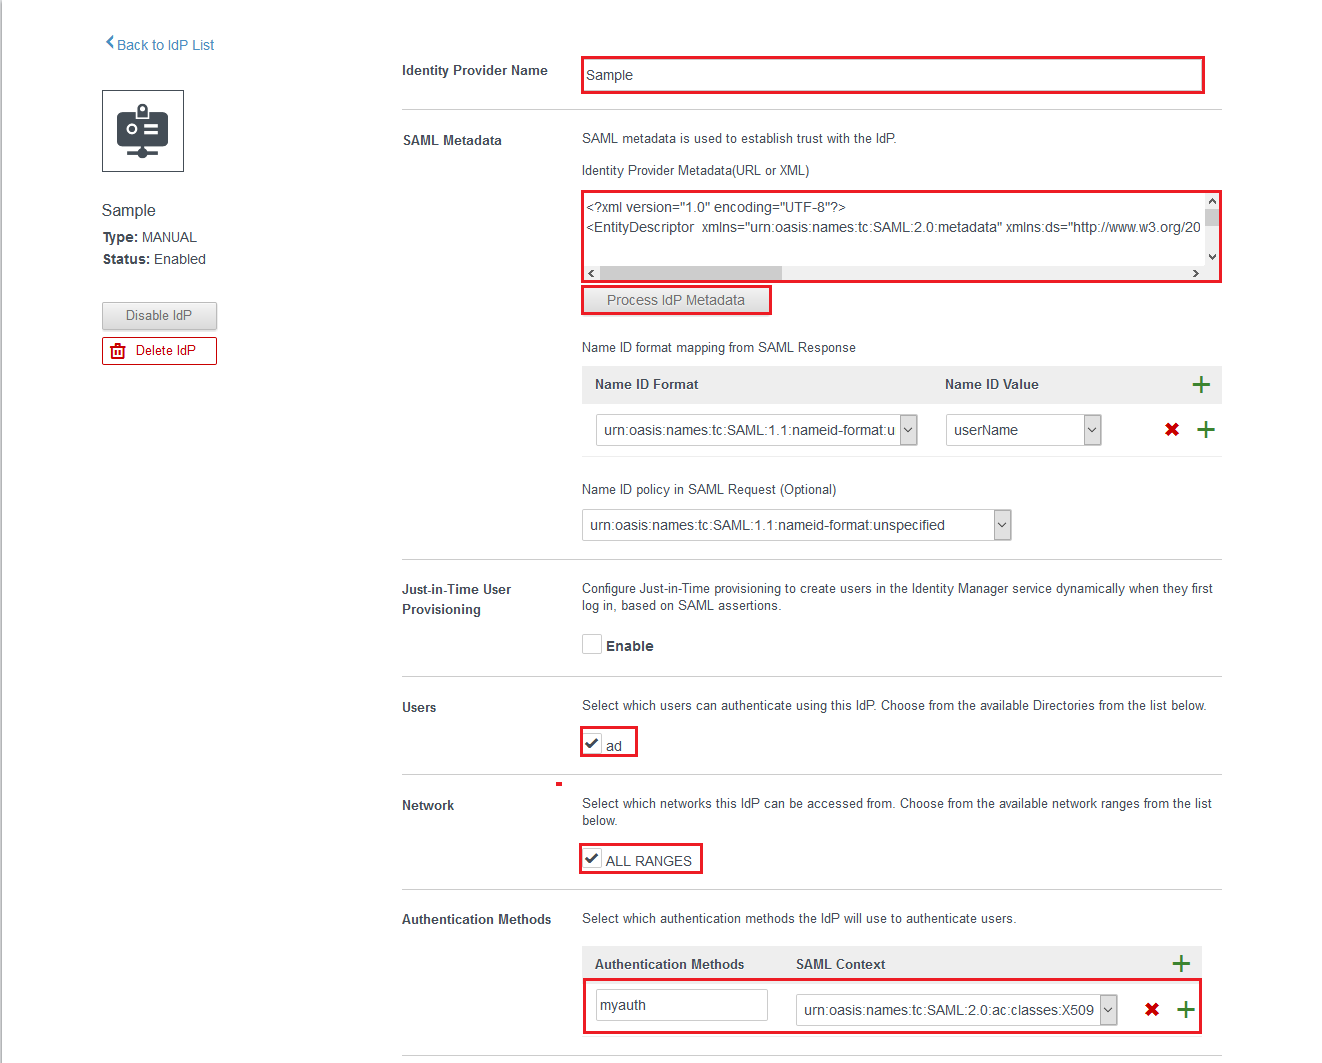 Back to IdP List
Sample
Type: MANUAL
Status: Enabled
Disable IdP
Delete IdP
Identity Provider Name
Sample
SAML Metadata
SAML metadata is used to establish trust with the IdP.
Identity Provider Metadata(URL or XML)
<?xml version="1.0" encoding="UTF-8"?>
<EntityDescriptor  xmlns="urn:oasis:names:tc:SAML:2.0:metadata" xmlns:ds="http://www.w3.org/20
Process IdP Metadata
Name ID format mapping from SAML Response
Name ID Format Name ID Value
urn:oasis:names:tc:SAML:1.1:nameid-format:u userName
Name ID policy in SAML Request (Optional)
urn:oasis:names:tc:SAML:1.1:nameid-format:unspecified
Just-in-Time User
Provisioning
Configure Just-in-Time provisioning to create users in the Identity Manager service dynamically when they first
log in, based on SAML assertions.
Enable
Users
Select which users can authenticate using this IdP. Choose from the available Directories from the list below.
ad
Network
Select which networks this IdP can be accessed from. Choose from the available network ranges from the list
below.
ALL RANGES
Authentication Methods
Select which authentication methods the IdP will use to authenticate users.
Authentication Methods SAML Context
myauth urn:oasis:names:tc:SAML:2.0:ac:classes:X509